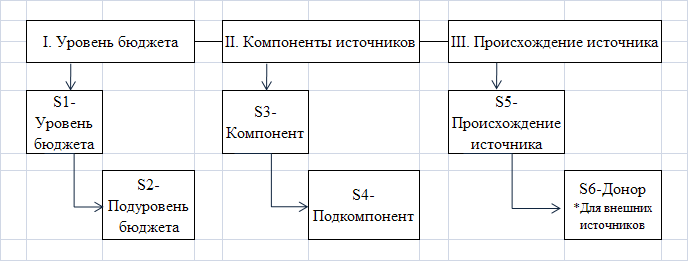 I. Уровень бюджета
II. Компоненты источников
III. Происхождение источника
S1-
Уровень
бюджета
S2-
Подуровень
бюджета
S3-
Компонент
S4-
Подкомпонент
S5-
Происхождение
источника
S6-Донор
*Для внешних
источников